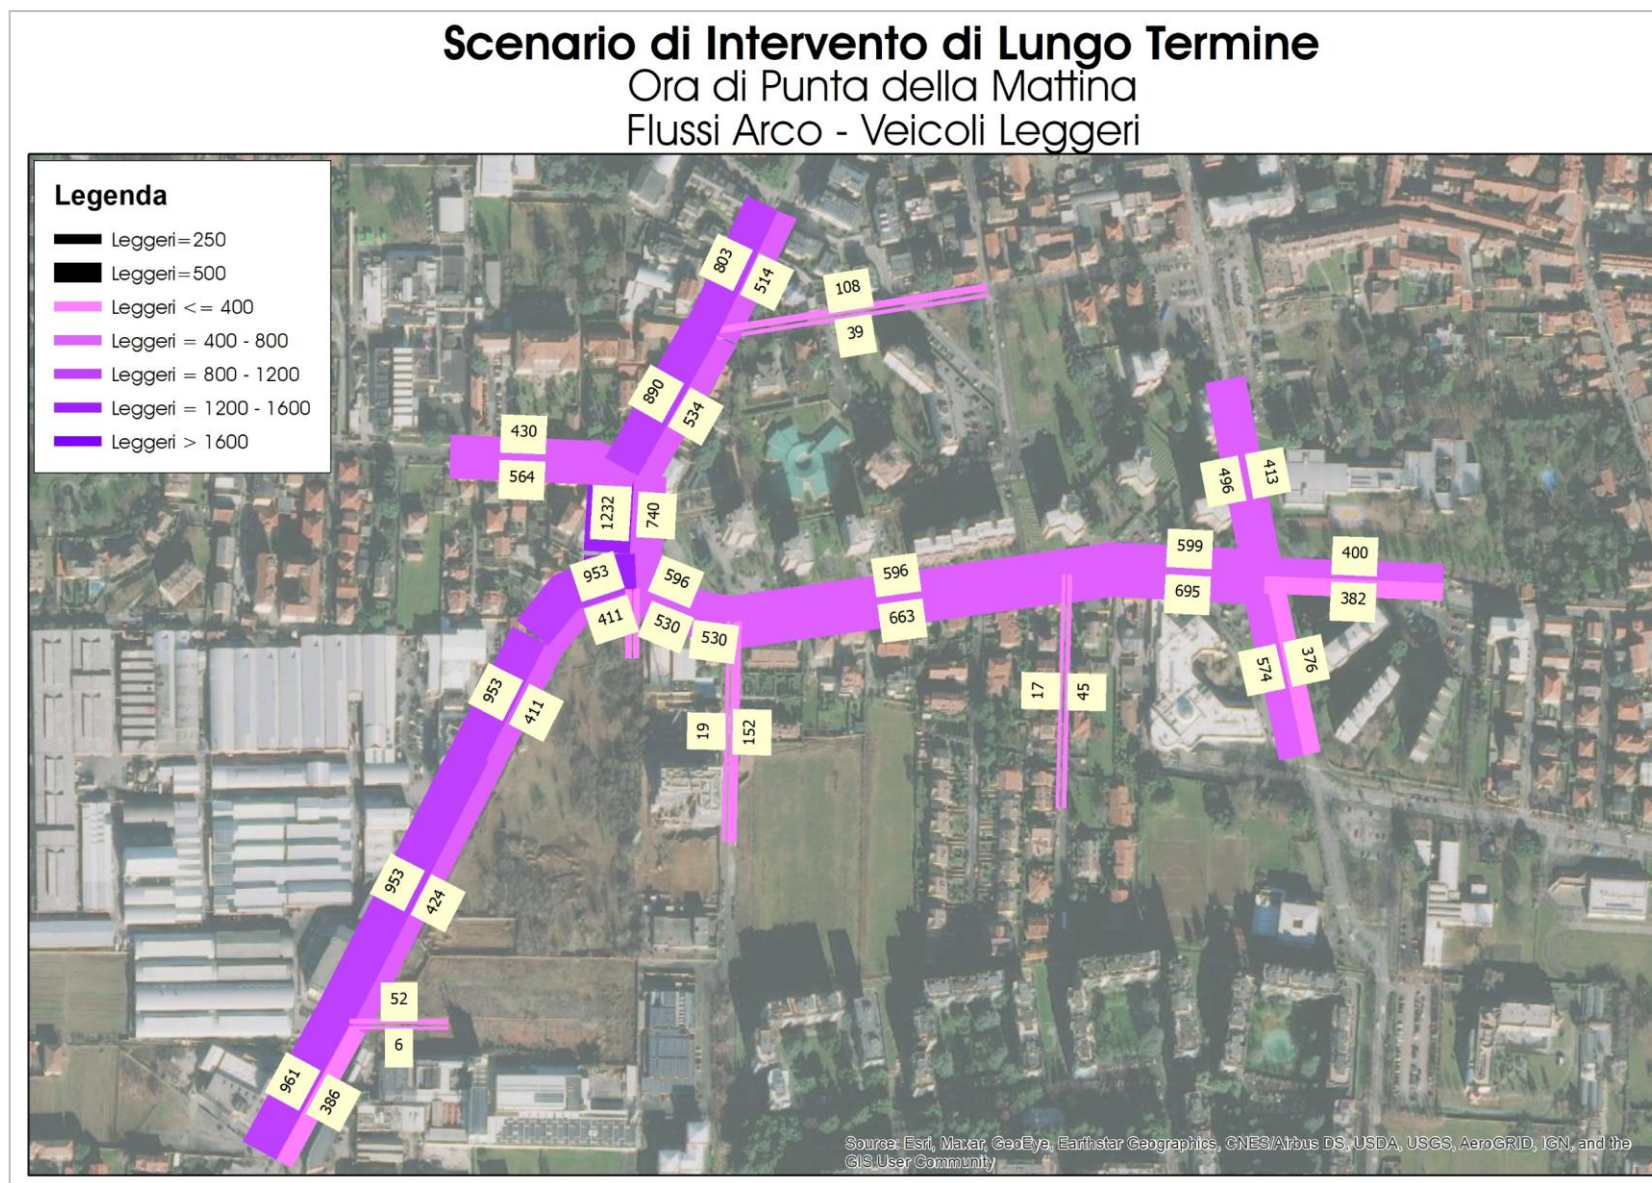 Scenario di Intervento di Lungo Termine
Ora di Punta della Mattina
Flussi Arco - Veicoli Leggeri
Legenda
Leggeri=250
Leggeri=500
Leggeri <= 400
Leggeri = 400 - 800
Leggeri = 800 - 1200
Leggeri = 1200 - 1600
Leggeri > 1600
803
514
108
39
890
534
430
564
1232
740
496
413
953
411
596
530
530
596
663
599
695
400
382
574
376
953
411
19
152
17
45
953
424
52
6
961
386
Source: Esri, Maxar, GeoEye, Earthstar Geographics, CNES/Airbus DS, USDA, USGS, AeroGRID, IGN, and the
GIS User Community